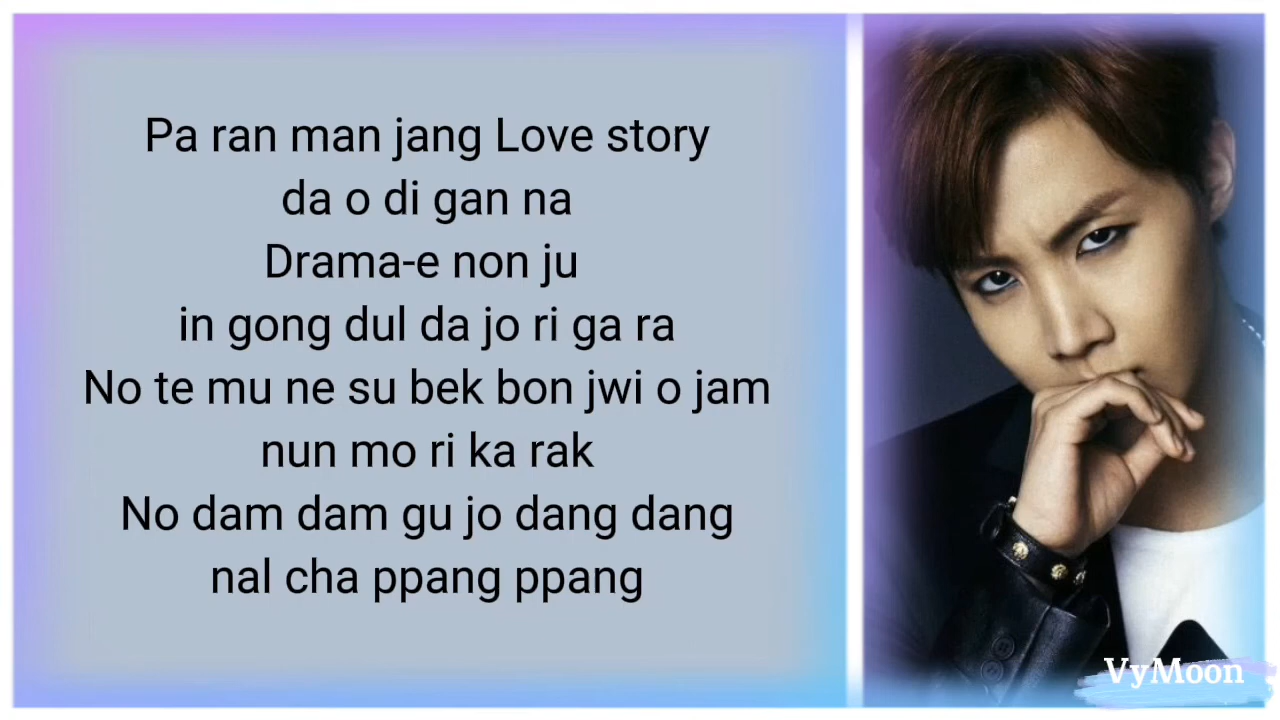 Pa ran man jang Love story
da o di gan na
Drama-e non ju
in gong dul da jo ri ga ra
No te mu ne su bek bon jwi o jam
nun mo ri ka rak
No dam dam gu jo dang dang
nal cha ppang ppang
VyMoon